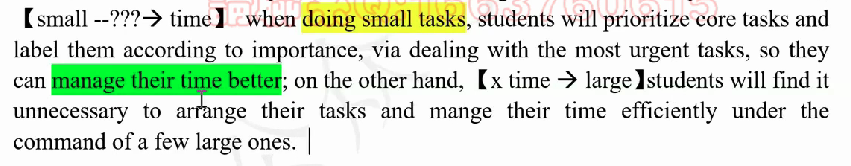 【small --???→ time】 when doing small tasks, students will prioritize core tasks and
label them according to importance, via dealing with the most urgent tasks, so they
can manage their time better; on the other hand, 【x time → large】students will find it
unnecessary to arrange their tasks and mange their time efficiently under the
command of a few large ones.